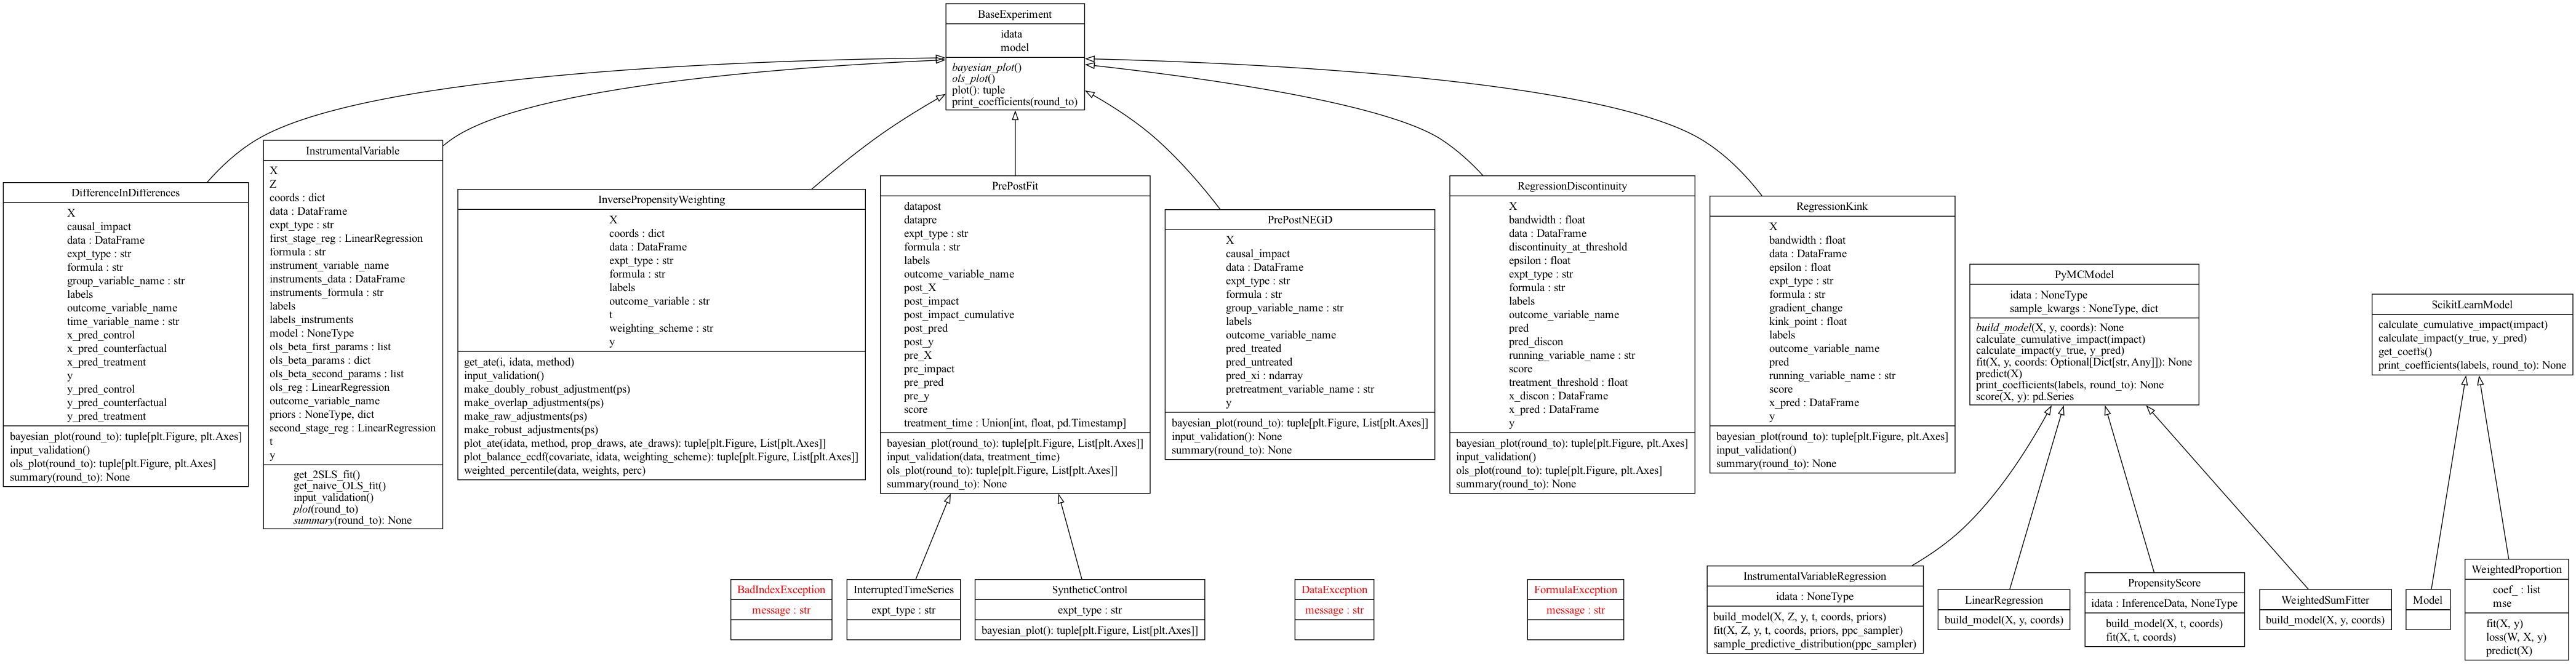 BaseExperiment
idata
model
bayesian_plot()
ols_plot()
plot(): tuple
print_coefficients(round_to)
DifferenceInDifferences
X
causal_impact
data : DataFrame
expt_type : str
formula : str
group_variable_name : str
labels
outcome_variable_name
time_variable_name : str
x_pred_control
x_pred_counterfactual
x_pred_treatment
y
y_pred_control
y_pred_counterfactual
y_pred_treatment
bayesian_plot(round_to): tuple[plt.Figure, plt.Axes]
input_validation()
ols_plot(round_to): tuple[plt.Figure, plt.Axes]
summary(round_to): None
InstrumentalVariable
X
Z
coords : dict
data : DataFrame
expt_type : str
first_stage_reg : LinearRegression
formula : str
instrument_variable_name
instruments_data : DataFrame
instruments_formula : str
labels
labels_instruments
model : NoneType
ols_beta_first_params : list
ols_beta_params : dict
ols_beta_second_params : list
ols_reg : LinearRegression
outcome_variable_name
priors : NoneType, dict
second_stage_reg : LinearRegression
t
y
get_2SLS_fit()
get_naive_OLS_fit()
input_validation()
plot(round_to)
summary(round_to): None
InversePropensityWeighting
X
coords : dict
data : DataFrame
expt_type : str
formula : str
labels
outcome_variable : str
t
weighting_scheme : str
y
get_ate(i, idata, method)
input_validation()
make_doubly_robust_adjustment(ps)
make_overlap_adjustments(ps)
make_raw_adjustments(ps)
make_robust_adjustments(ps)
plot_ate(idata, method, prop_draws, ate_draws): tuple[plt.Figure, List[plt.Axes]]
plot_balance_ecdf(covariate, idata, weighting_scheme): tuple[plt.Figure, List[plt.Axes]]
weighted_percentile(data, weights, perc)
PrePostFit
datapost
datapre
expt_type : str
formula : str
labels
outcome_variable_name
post_X
post_impact
post_impact_cumulative
post_pred
post_y
pre_X
pre_impact
pre_pred
pre_y
score
treatment_time : Union[int, float, pd.Timestamp]
bayesian_plot(round_to): tuple[plt.Figure, List[plt.Axes]]
input_validation(data, treatment_time)
ols_plot(round_to): tuple[plt.Figure, List[plt.Axes]]
summary(round_to): None
PrePostNEGD
X
causal_impact
data : DataFrame
expt_type : str
formula : str
group_variable_name : str
labels
outcome_variable_name
pred_treated
pred_untreated
pred_xi : ndarray
pretreatment_variable_name : str
y
bayesian_plot(round_to): tuple[plt.Figure, List[plt.Axes]]
input_validation(): None
summary(round_to): None
RegressionDiscontinuity
X
bandwidth : float
data : DataFrame
discontinuity_at_threshold
epsilon : float
expt_type : str
formula : str
labels
outcome_variable_name
pred
pred_discon
running_variable_name : str
score
treatment_threshold : float
x_discon : DataFrame
x_pred : DataFrame
y
bayesian_plot(round_to): tuple[plt.Figure, plt.Axes]
input_validation()
ols_plot(round_to): tuple[plt.Figure, plt.Axes]
summary(round_to): None
RegressionKink
X
bandwidth : float
data : DataFrame
epsilon : float
expt_type : str
formula : str
gradient_change
kink_point : float
labels
outcome_variable_name
pred
running_variable_name : str
score
x_pred : DataFrame
y
bayesian_plot(round_to): tuple[plt.Figure, plt.Axes]
input_validation()
summary(round_to): None
PyMCModel
idata : NoneType
sample_kwargs : NoneType, dict
build_model(X, y, coords): None
calculate_cumulative_impact(impact)
calculate_impact(y_true, y_pred)
fit(X, y, coords: Optional[Dict[str, Any]]): None
predict(X)
print_coefficients(labels, round_to): None
score(X, y): pd.Series
ScikitLearnModel
calculate_cumulative_impact(impact)
calculate_impact(y_true, y_pred)
get_coeffs()
print_coefficients(labels, round_to): None
BadIndexException
message : str
InterruptedTimeSeries
expt_type : str
SyntheticControl
expt_type : str
bayesian_plot(): tuple[plt.Figure, List[plt.Axes]]
DataException
message : str
FormulaException
message : str
InstrumentalVariableRegression
idata : NoneType
build_model(X, Z, y, t, coords, priors)
fit(X, Z, y, t, coords, priors, ppc_sampler)
sample_predictive_distribution(ppc_sampler)
LinearRegression
build_model(X, y, coords)
PropensityScore
idata : InferenceData, NoneType
build_model(X, t, coords)
fit(X, t, coords)
WeightedSumFitter
build_model(X, y, coords)
Model
WeightedProportion
coef_ : list
mse
fit(X, y)
loss(W, X, y)
predict(X)